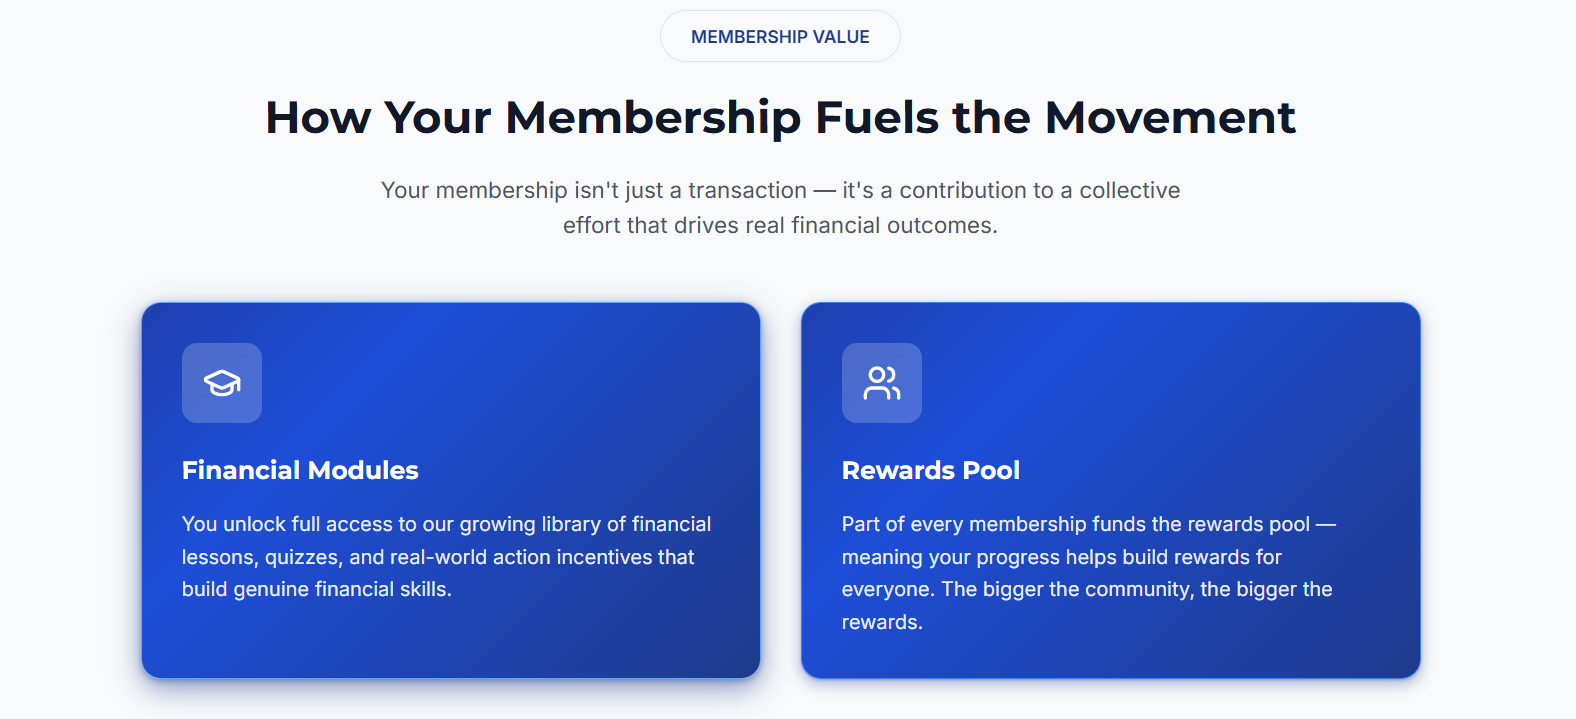 MEMBERSHIP VALUE
How Your Membership Fuels the Movement
Your membership isn't just a transaction — it's a contribution to a collective
effort that drives real financial outcomes.
Financial Modules
You unlock full access to our growing library of financial
lessons, quizzes, and real-world action incentives that
build genuine financial skills.
Rewards Pool
Part of every membership funds the rewards pool —
meaning your progress helps build rewards for
everyone. The bigger the community, the bigger the
rewards.